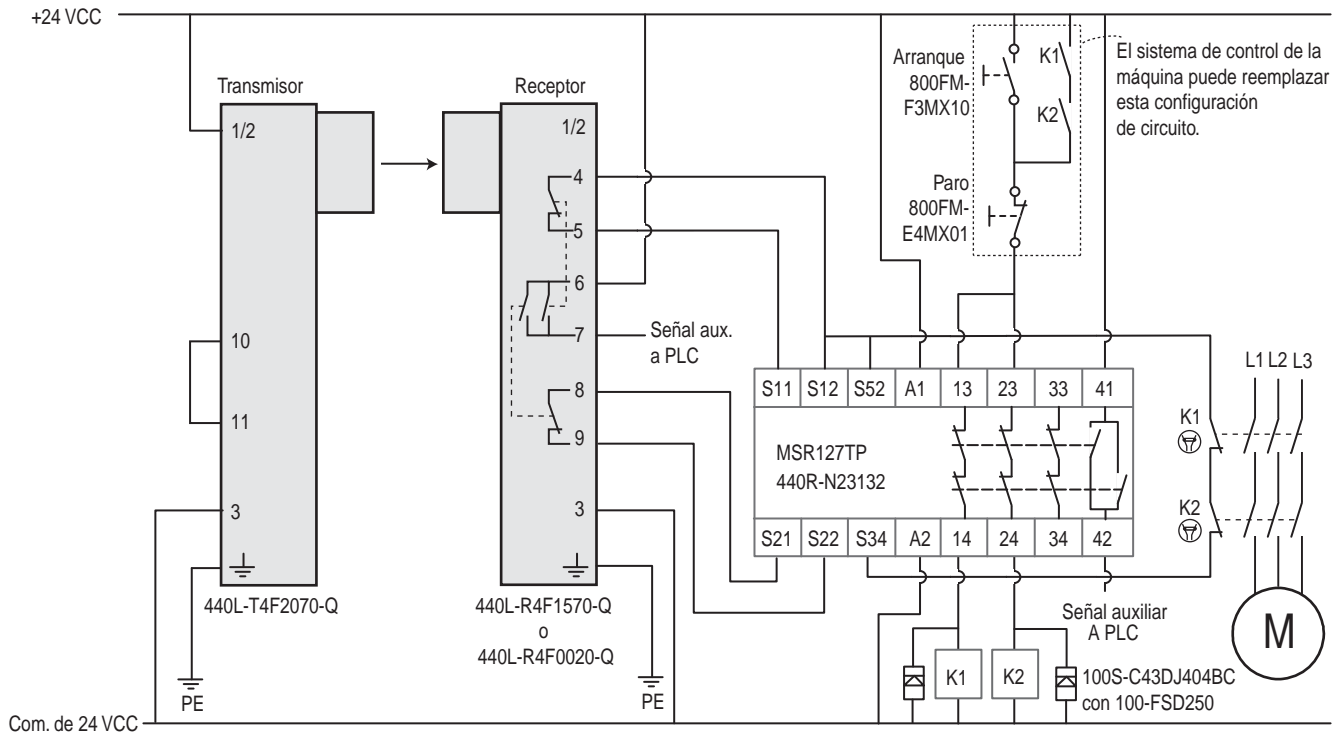 +24 VCC
Transmisor
1/2
10
11
3
440L-T4F2070-Q
PE
Receptor
1/2
4
5
6
7
8
9
3
440L-R4F1570-Q
o
440L-R4F0020-Q
PE
Señal aux.
a PLC
Arranque
800FM-
F3MX10
K1
K2
Paro
800FM-
E4MX01
El sistema de control de la
máquina puede reemplazar
esta configuración
de circuito.
S11 S12 S52 A1 13 23 33 41
MSR127TP
440R-N23132
S21 S22 S34 A2 14 24 34 42
Señal auxiliar
A PLC
K1
K2
100S-C43DJ404BC
con 100-FSD250
L1 L2 L3
K1
K2
M
Com. de 24 VCC